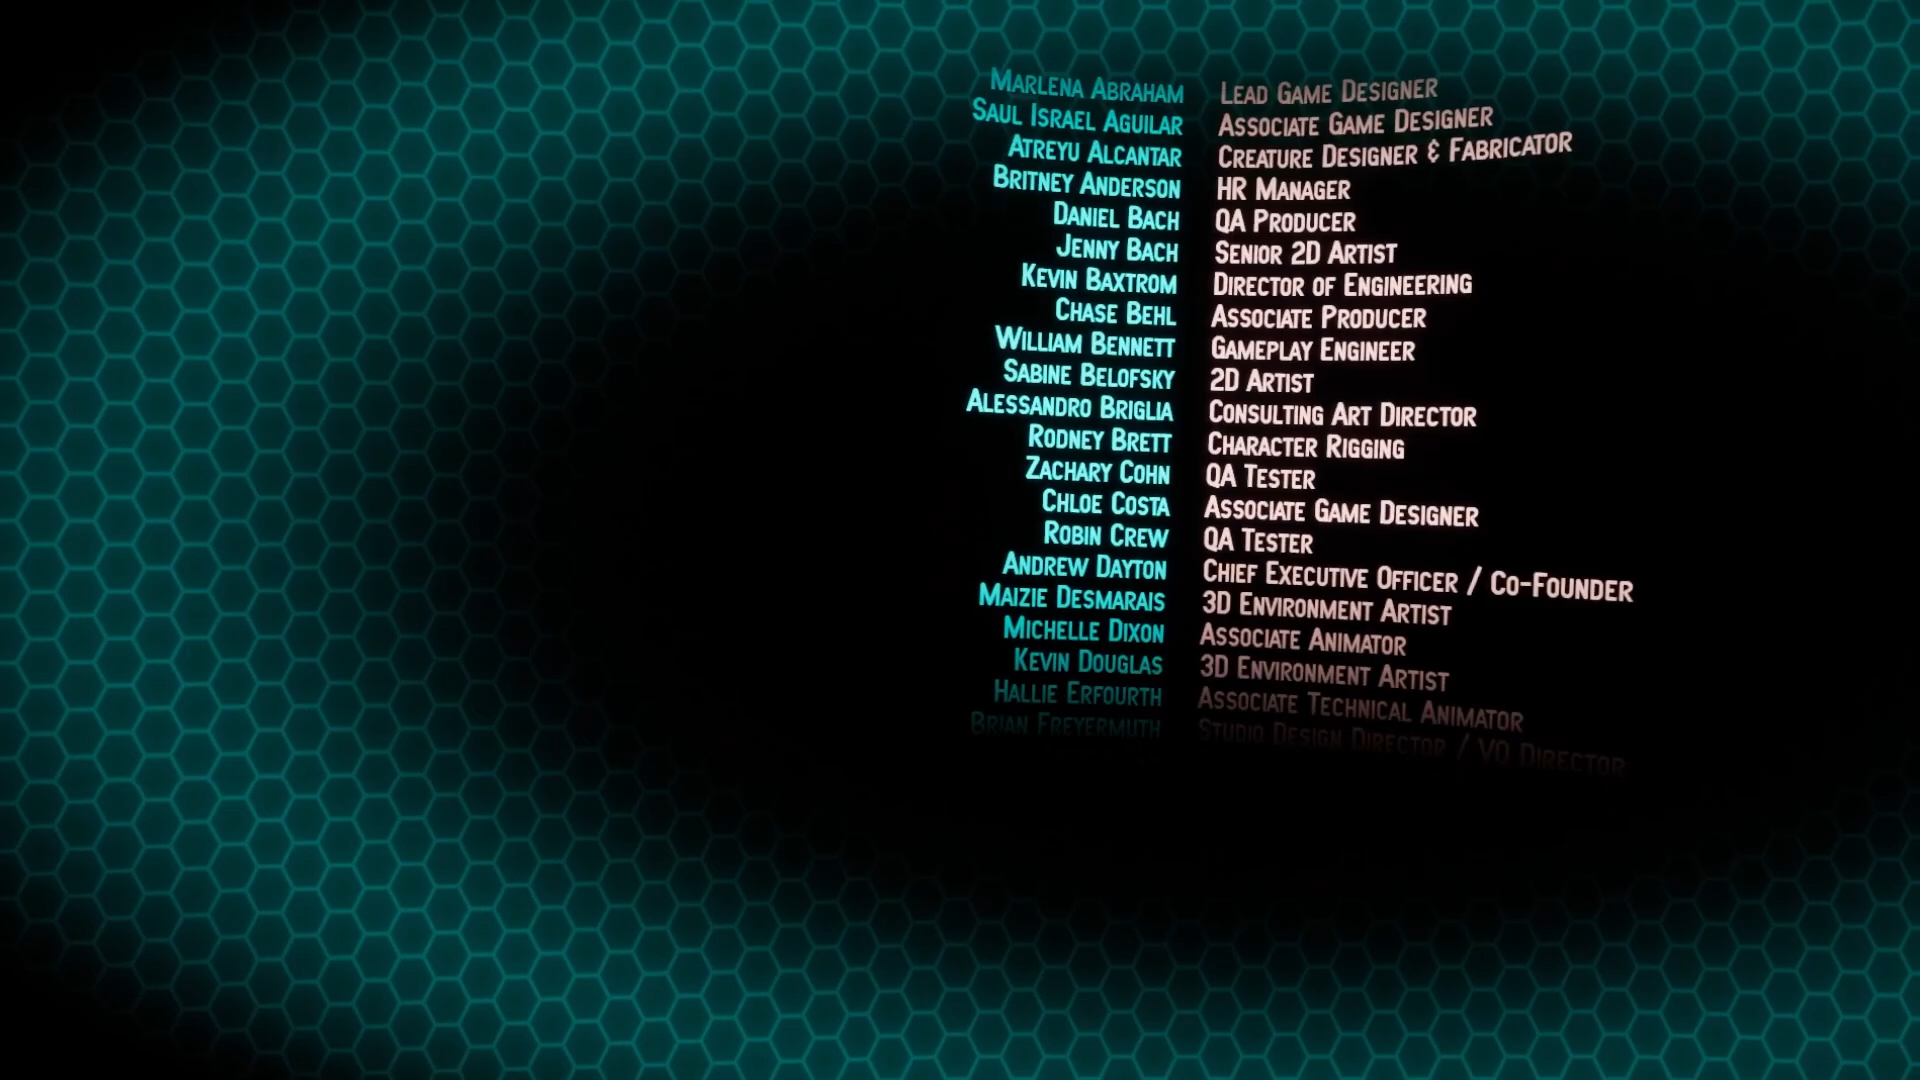 Marlena Abraham Lead Game Designer
Saul Israel Aguilar Associate Game Designer
Atreyu Alcantar Creature Designer & Fabricator
Britney Anderson HR Manager
Daniel Bach QA Producer
Jenny Bach Senior 2D Artist
Kevin Baxtrom Director of Engineering
Chase Behl Associate Producer
William Bennett Gameplay Engineer
Sabine Belofsky 2D Artist
Alessandro Briglia Consulting Art Director
Rodney Brett Character Rigging
Zachary Cohn QA Tester
Chloe Costa Associate Game Designer
Robin Crew QA Tester
Andrew Dayton Chief Executive Officer / Co-Founder
Maizie Desmarais 3D Environment Artist
Michelle Dixon Associate Animator
Kevin Douglas 3D Environment Artist
Hallie Erfourth Associate Technical Animator
Brian Freyermuth Studio Design Director / VO Director